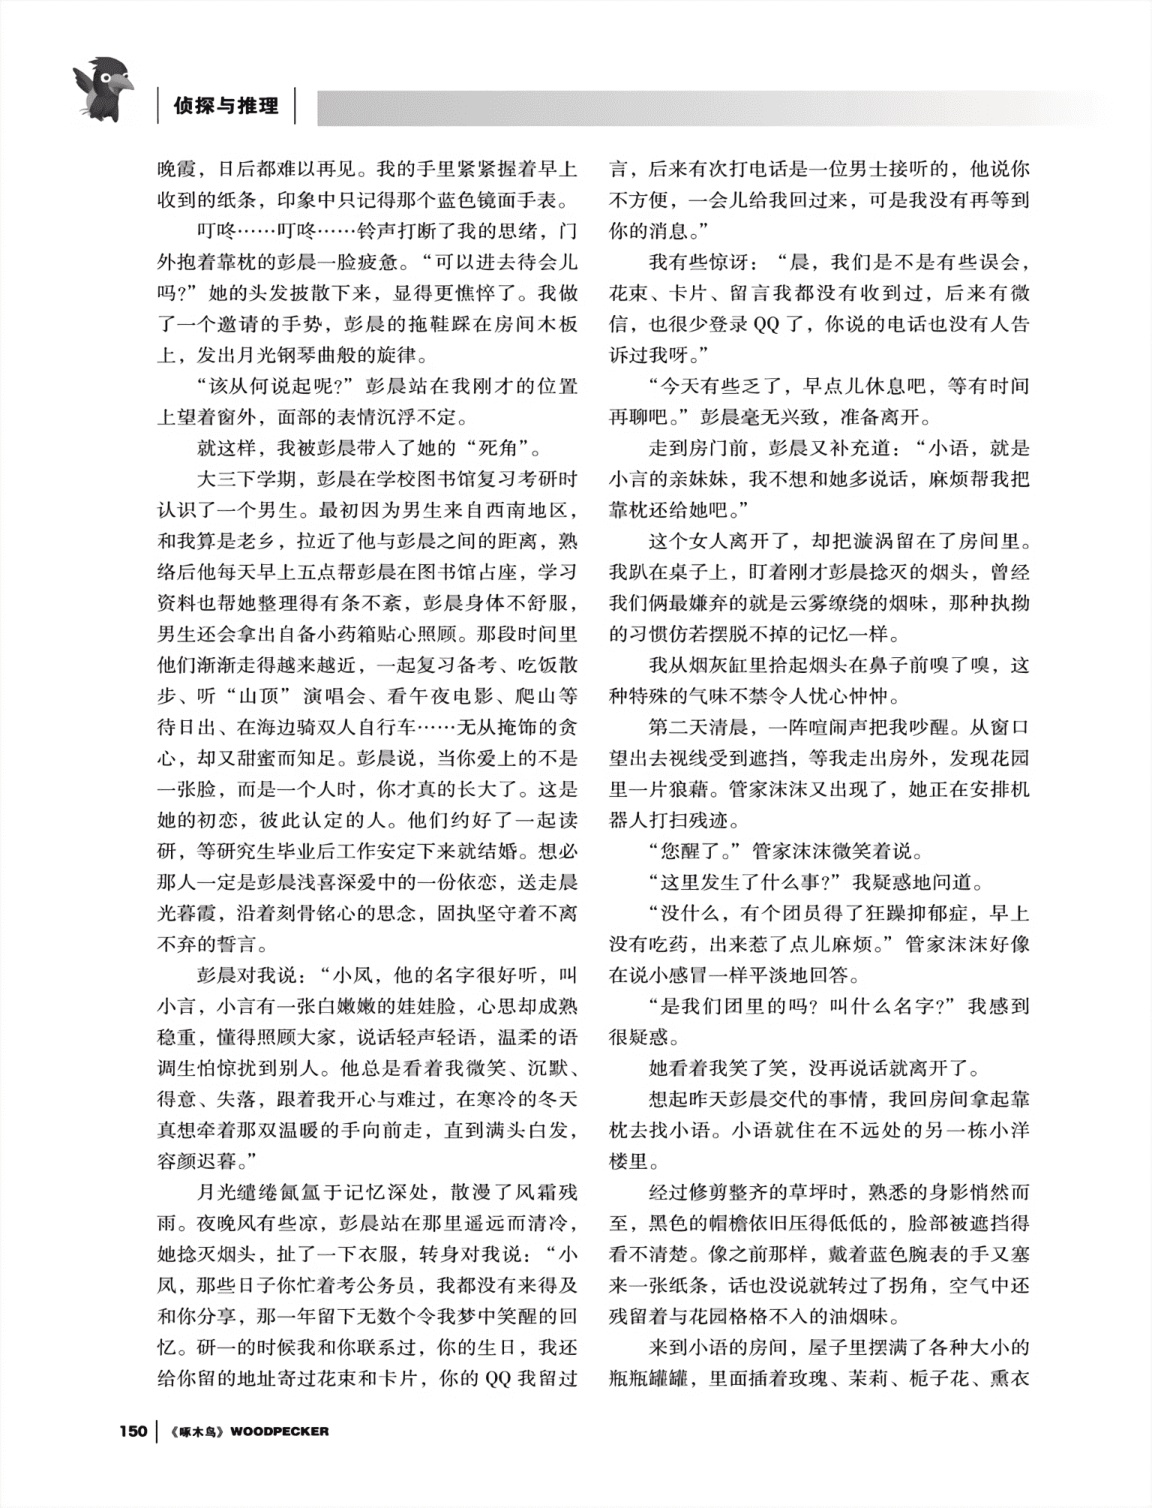 侦探与推理
晚霞，日后都难以再见。我的手里紧紧握着早上
收到的纸条，印象中只记得那个蓝色镜面手表。
叮咚……叮咚……铃声打断了我的思绪，门
外抱着靠枕的彭晨一脸疲惫。“可以进去待会儿
吗?”她的头发披散下来，显得更憔悴了。我做
了一个邀请的手势，彭晨的拖鞋踩在房间木板
上，发出月光钢琴曲般的旋律。
“该从何说起呢?”彭晨站在我刚才的位置
上望着窗外，面部的表情沉浮不定。
就这样，我被彭晨带入了她的“死角”。
大三下学期，彭晨在学校图书馆复习考研时
认识了一个男生。最初因为男生来自西南地区，
和我算是老乡，拉近了他与彭晨之间的距离，熟
络后他每天早上五点帮彭晨在图书馆占座，学习
资料也帮她整理得有条不紊，彭晨身体不舒服，
男生还会拿出自备小药箱贴心照顾。那段时间里
他们渐渐走得越来越近，一起复习备考、吃饭散
步、听“山顶”演唱会、看午夜电影、爬山等
待日出、在海边骑双人自行车……无从掩饰的贪
心，却又甜蜜而知足。彭晨说，当你爱上的不是
一张脸，而是一个人时，你才真的长大了。这是
她的初恋，彼此认定的人。他们约好了一起读
研，等研究生毕业后工作安定下来就结婚。想必
那人一定是彭晨浅喜深爱中的一份依恋，送走晨
光暮霞，沿着刻骨铭心的思念，固执坚守着不离
不弃的誓言。
彭晨对我说：“小凤，他的名字很好听，叫
小言，小言有一张白嫩嫩的娃娃脸，心思却成熟
稳重，懂得照顾大家，说话轻声轻语，温柔的语
调生怕惊扰到别人。他总是看着我微笑、沉默、
得意、失落，跟着我开心与难过，在寒冷的冬天
真想牵着那双温暖的手向前走，直到满头白发，
容颜迟暮。”
月光缱绻氤氲于记忆深处，散漫了风霜残
雨。夜晚风有些凉，彭晨站在那里遥远而清冷，
她捻灭烟头，扯了一下衣服，转身对我说：“小
凤，那些日子你忙着考公务员，我都没有来得及
和你分享，那一年留下无数个令我梦中笑醒的回
忆。研一的时候我和你联系过，你的生日，我还
给你留的地址寄过花束和卡片，你的 QQ 我留过
言，后来有次打电话是一位男士接听的，他说你
不方便，一会儿给我回过来，可是我没有再等到
你的消息。”
我有些惊讶：“晨，我们是不是有些误会，
花束、卡片、留言我都没有收到过，后来有微
信，也很少登录 QQ 了，你说的电话也没有人告
诉过我呀。”
“今天有些乏了，早点儿休息吧，等有时间
再聊吧。”彭晨毫无兴致，准备离开。
走到房门前，彭晨又补充道：“小语，就是
小言的亲妹妹，我不想和她多说话，麻烦帮我把
靠枕还给她吧。”
这个女人离开了，却把漩涡留在了房间里。
我趴在桌子上，盯着刚才彭晨捻灭的烟头，曾经
我们俩最嫌弃的就是云雾缭绕的烟味，那种执拗
的习惯仿若摆脱不掉的记忆一样。
我从烟灰缸里拾起烟头在鼻子前嗅了嗅，这
种特殊的气味不禁令人忧心忡忡。
第二天清晨，一阵喧闹声把我吵醒。从窗口
望出去视线受到遮挡，等我走出房外，发现花园
里一片狼藉。管家沫沫又出现了，她正在安排机
器人打扫残迹。
“您醒了。”管家沫沫微笑着说。
“这里发生了什么事?”我疑惑地问道。
“没什么，有个团员得了狂躁抑郁症，早上
没有吃药，出来惹了点儿麻烦。”管家沫沫好像
在说小感冒一样平淡地回答。
“是我们团里的吗? 叫什么名字?”我感到
很疑惑。
她看着我笑了笑，没再说话就离开了。
想起昨天彭晨交代的事情，我回房间拿起靠
枕去找小语。小语就住在不远处的另一栋小洋
楼里。
经过修剪整齐的草坪时，熟悉的身影悄然而
至，黑色的帽檐依旧压得低低的，脸部被遮挡得
看不清楚。像之前那样，戴着蓝色腕表的手又塞
来一张纸条，话也没说就转过了拐角，空气中还
残留着与花园格格不入的油烟味。
来到小语的房间，屋子里摆满了各种大小的
瓶瓶罐罐，里面插着玫瑰、茉莉、栀子花、熏衣
150 《啄木鸟》WOODPECKER